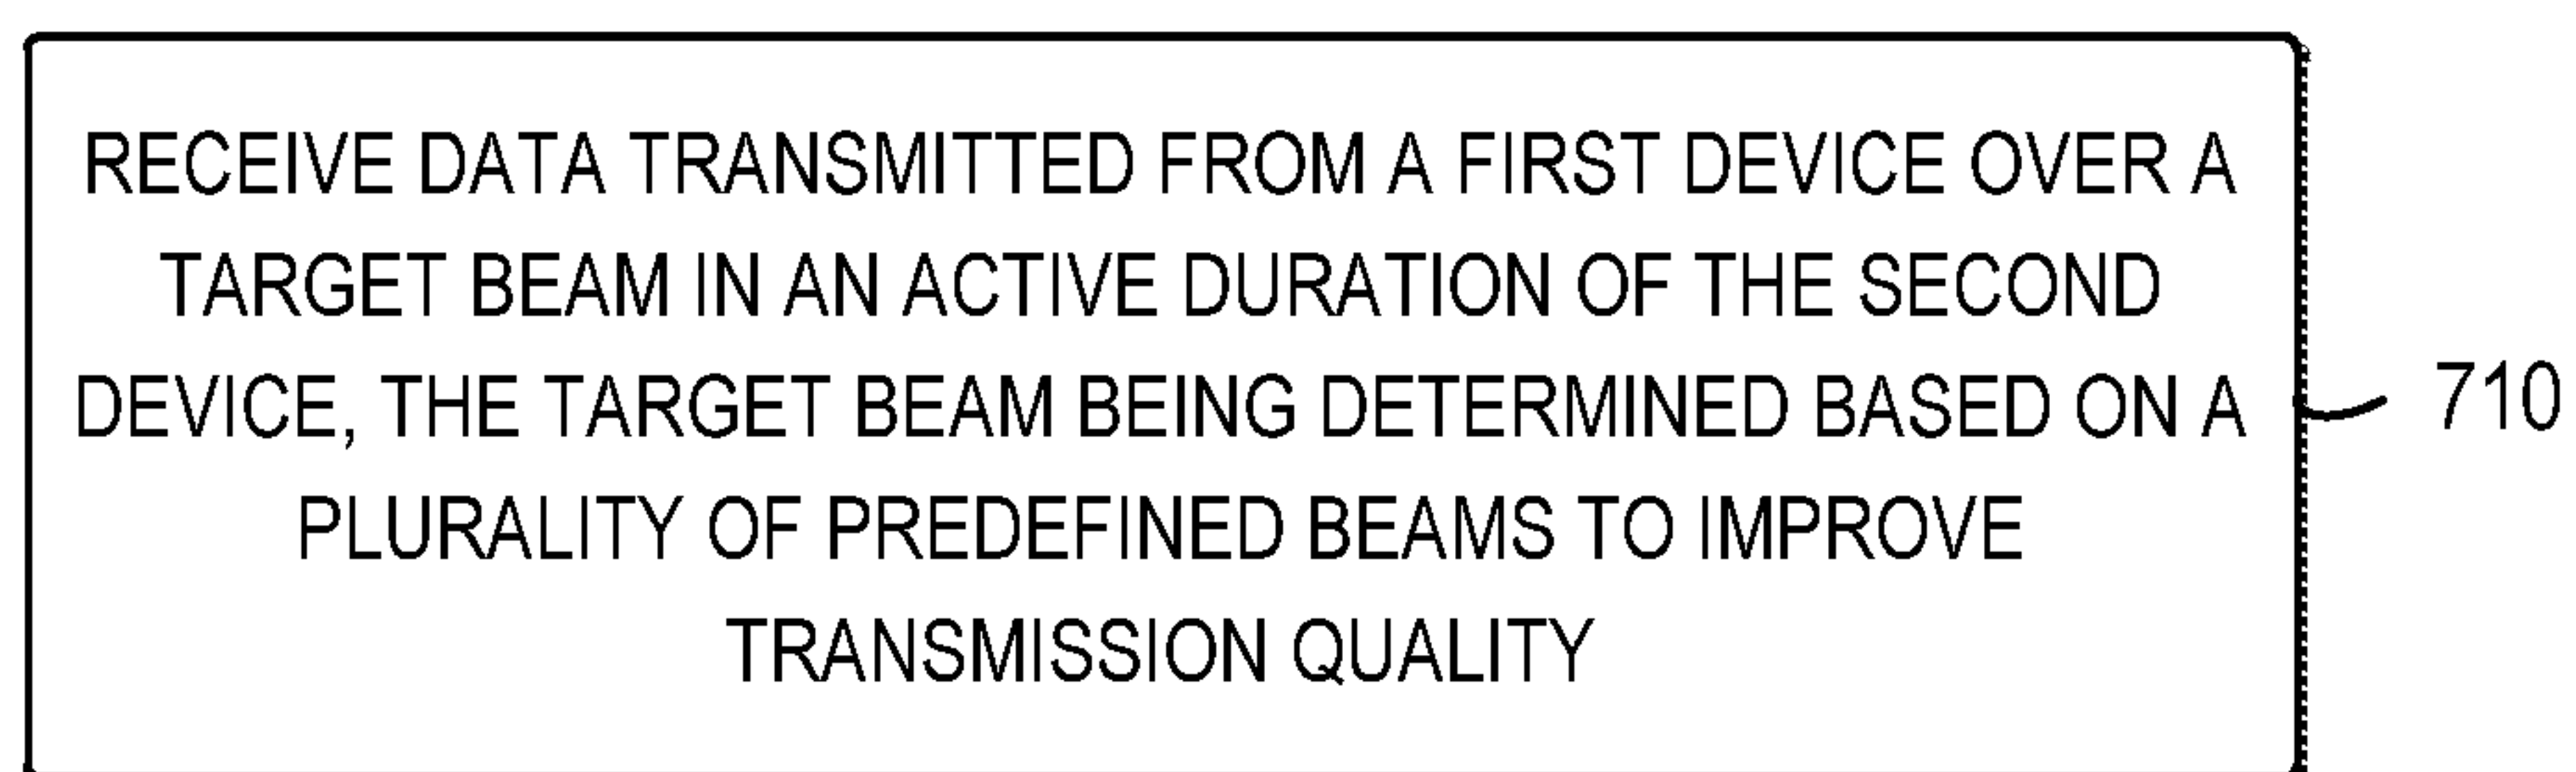 RECEIVE DATA TRANSMITTED FROM A FIRST DEVICE OVER A
TARGET BEAM IN AN ACTIVE DURATION OF THE SECOND
DEVICE, THE TARGET BEAM BEING DETERMINED BASED ON A
PLURALITY OF PREDEFINED BEAMS TO IMPROVE
TRANSMISSION QUALITY
710